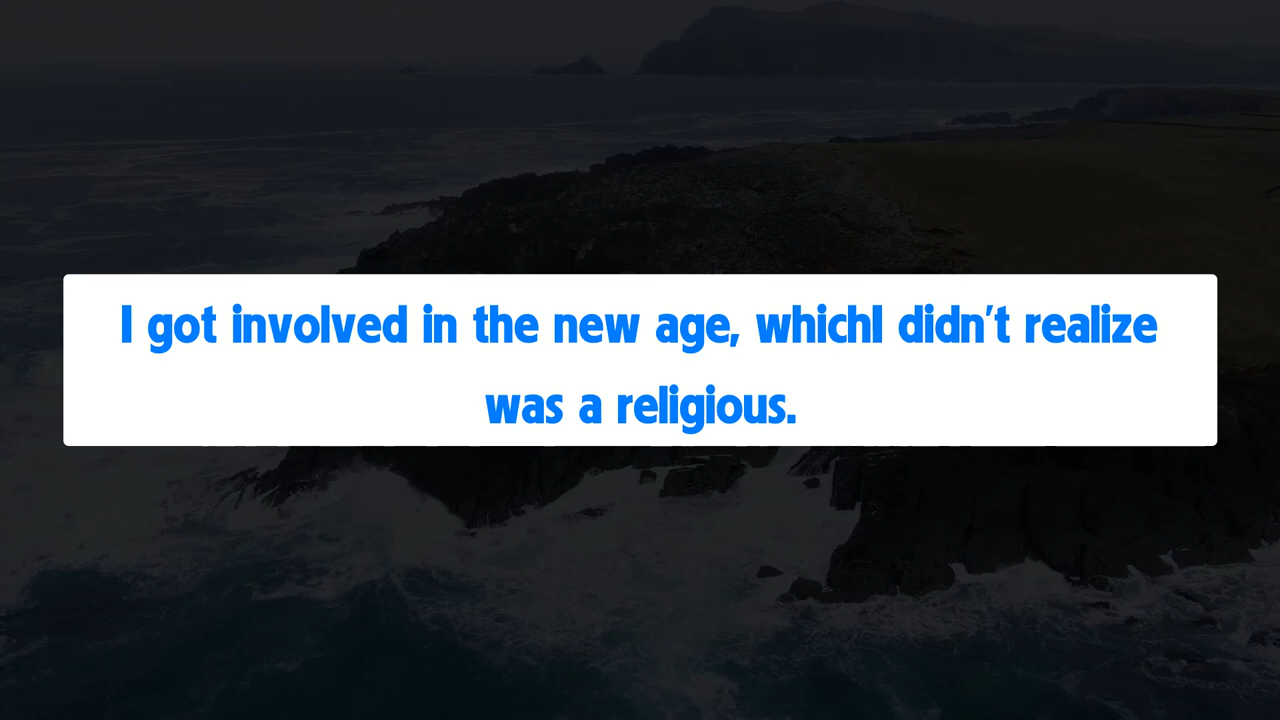 I got involved in the new age, whichI didn't realize
was a religious.